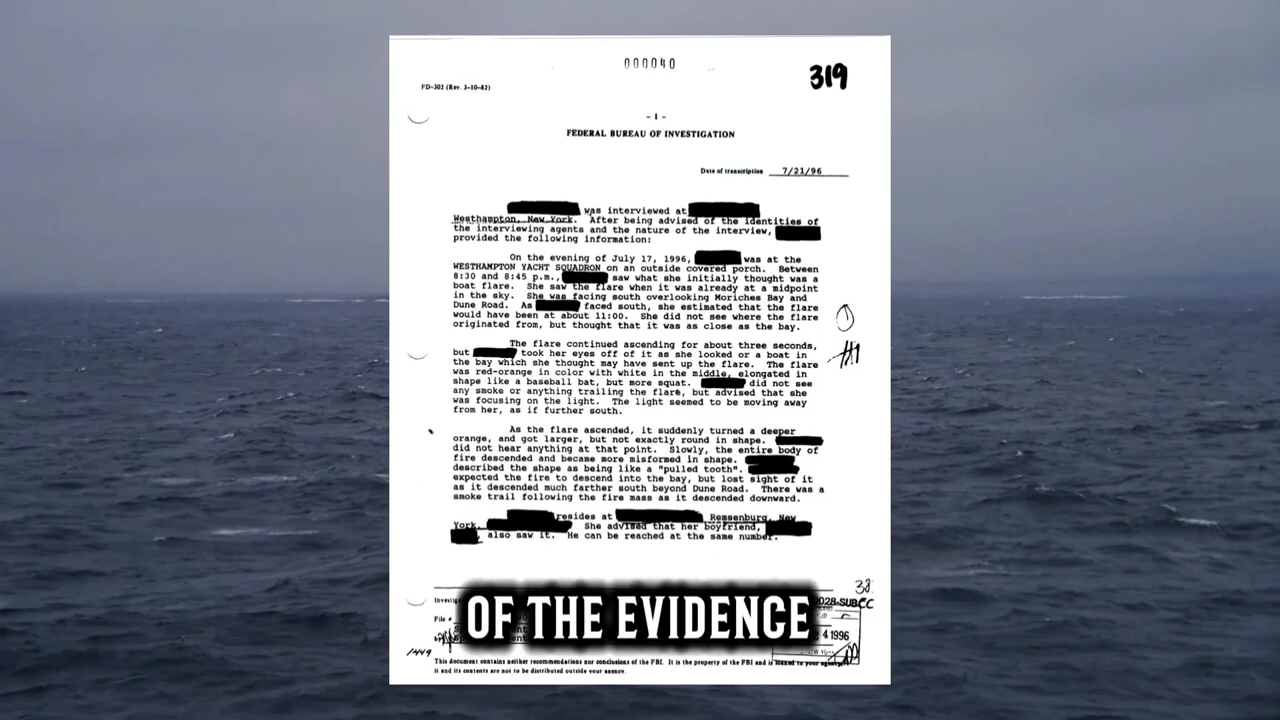 000040
319
FD-302 (Rev. 3-10-82)
- 1 -
FEDERAL BUREAU OF INVESTIGATION
Date of transcription 7/21/96
was interviewed at
Westhampton, New York. After being advised of the identities of
the interviewing agents and the nature of the interview,
provided the following information:
On the evening of July 17, 1996, was at the
WESTHAMPTON YACHT SQUADRON on an outside covered porch. Between
8:30 and 8:45 p.m., saw what she initially thought was a
boat flare. She saw the flare when it was already at a midpoint
in the sky. She was facing south overlooking Moriches Bay and
Dune Road. As faced south, she estimated that the flare
would have been at about 11:00. She did not see where the flare
originated from, but thought that it was as close as the bay.
The flare continued ascending for about three seconds,
but took her eyes off of it as she looked or a boat in
the bay which she thought may have sent up the flare. The flare
was red-orange in color with white in the middle, elongated in
shape like a baseball bat, but more squat. did not see
any smoke or anything trailing the flare, but advised that she
was focusing on the light. The light seemed to be moving away
from her, as if further south.
As the flare ascended, it suddenly turned a deeper
orange, and got larger, but not exactly round in shape.
did not hear anything at that point. Slowly, the entire body of
fire descended and became more misformed in shape.
described the shape as being like a "pulled tooth".
expected the fire to descend into the bay, but lost sight of it
as it descended much farther south beyond Dune Road. There was a
smoke trail following the fire mass as it descended downward.
resides at Remsenburg, New
York, She advised that her boyfriend,
, also saw it. He can be reached at the same number.
38
0028-SUB CC
File #
OF THE EVIDENCE
4 1996
1449
This document contains neither recommendations nor conclusions of the FBI. It is the property of the FBI and is loaned to your agency;
it and its contents are not to be distributed outside your agency.